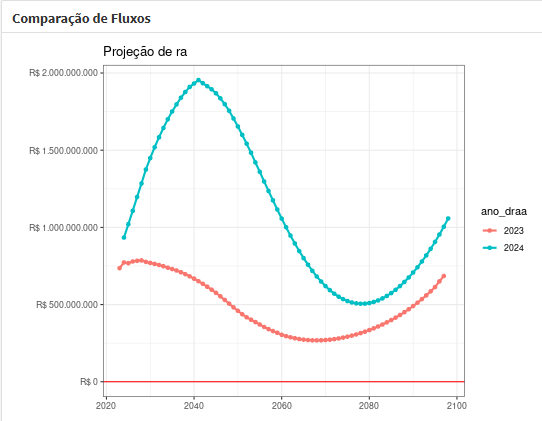 Comparação de Fluxos
Projeção de ra
R$ 2.000.000.000
R$ 1.500.000.000
R$ 1.000.000.000
R$ 500.000.000
R$ 0
2020
2040
2060
2080
2100
ano_draa
2023
2024